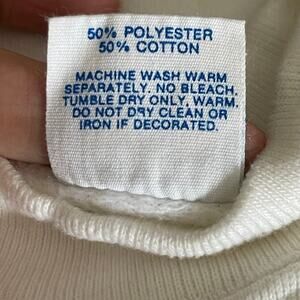 50% POLYESTER
50% COTTON
MACHINE WASH WARM
SEPARATELY. NO BLEACH.
TUMBLE DRY ONLY, WARM.
DO NOT DRY CLEAN OR
IRON IF DECORATED.